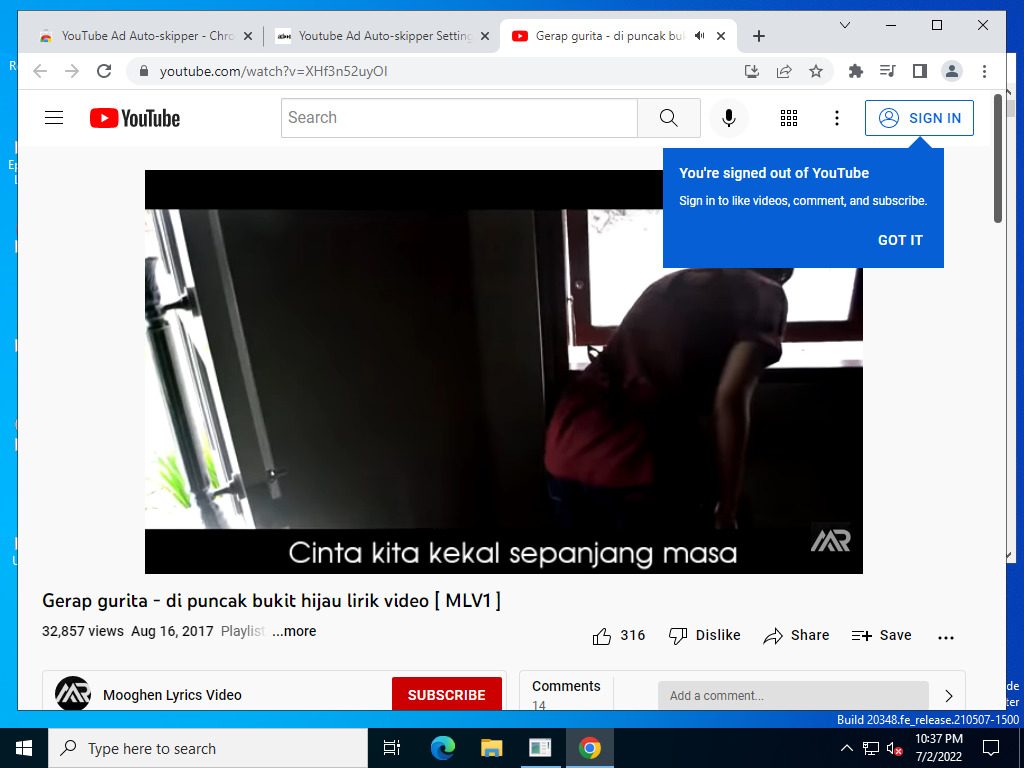 YouTube Ad Auto-skipper - Chro
Youtube Ad Auto-skipper Setting
Gerap gurita - di puncak bu
youtube.com/watch?v=XHf3n52uyOI
YouTube
Search
SIGN IN
You're signed out of YouTube
Sign in to like videos, comment, and subscribe.
GOT IT
Cinta kita kekal sepanjang masa
MR
Gerap gurita - di puncak bukit hijau lirik video [ MLV1 ]
32,857 views Aug 16, 2017 Playlist ...more
316
Dislike
Share
Save
Mooghen Lyrics Video
SUBSCRIBE
Comments
14
Add a comment...
Build 20348.fe_release.210507-1500
Type here to search
10:37 PM
7/2/2022